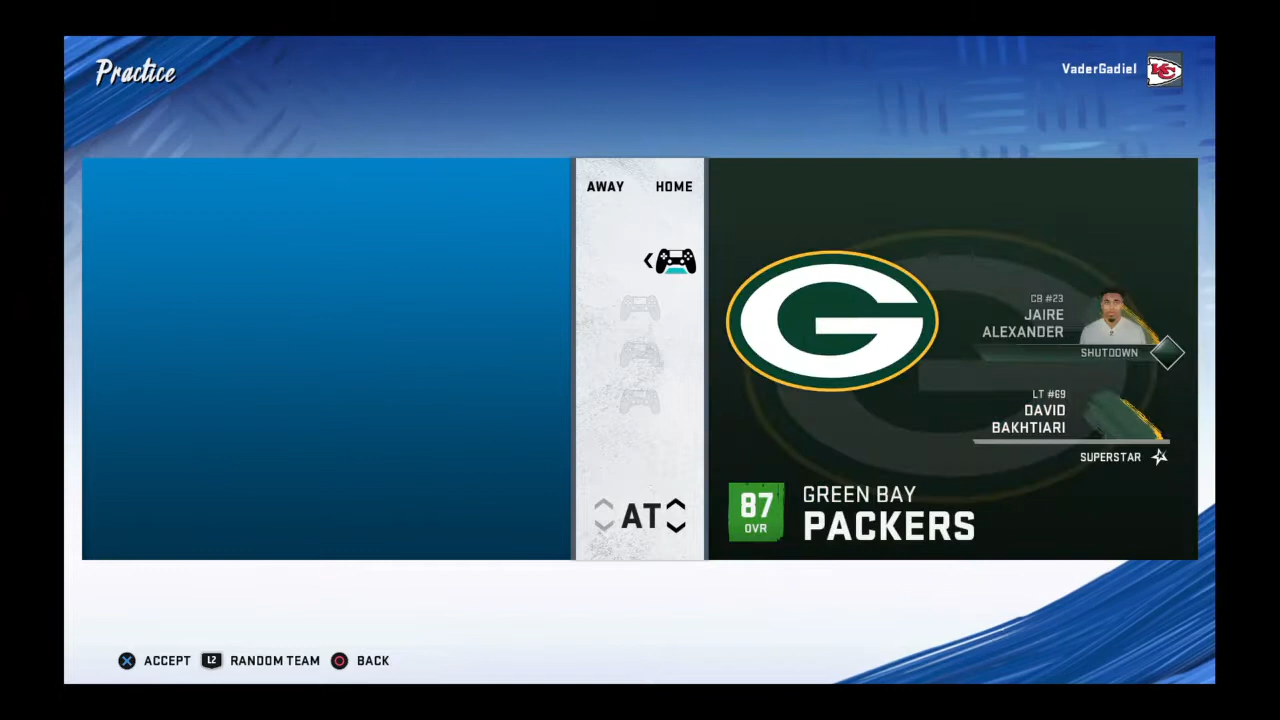 Practice
VaderGadiel
KC
AWAY HOME
G
CB #23
JAIRE
ALEXANDER
SHUTDOWN
LT #69
DAVID
BAKHTIARI
SUPERSTAR
AT
87
OVR
GREEN BAY
PACKERS
ACCEPT L2 RANDOM TEAM BACK